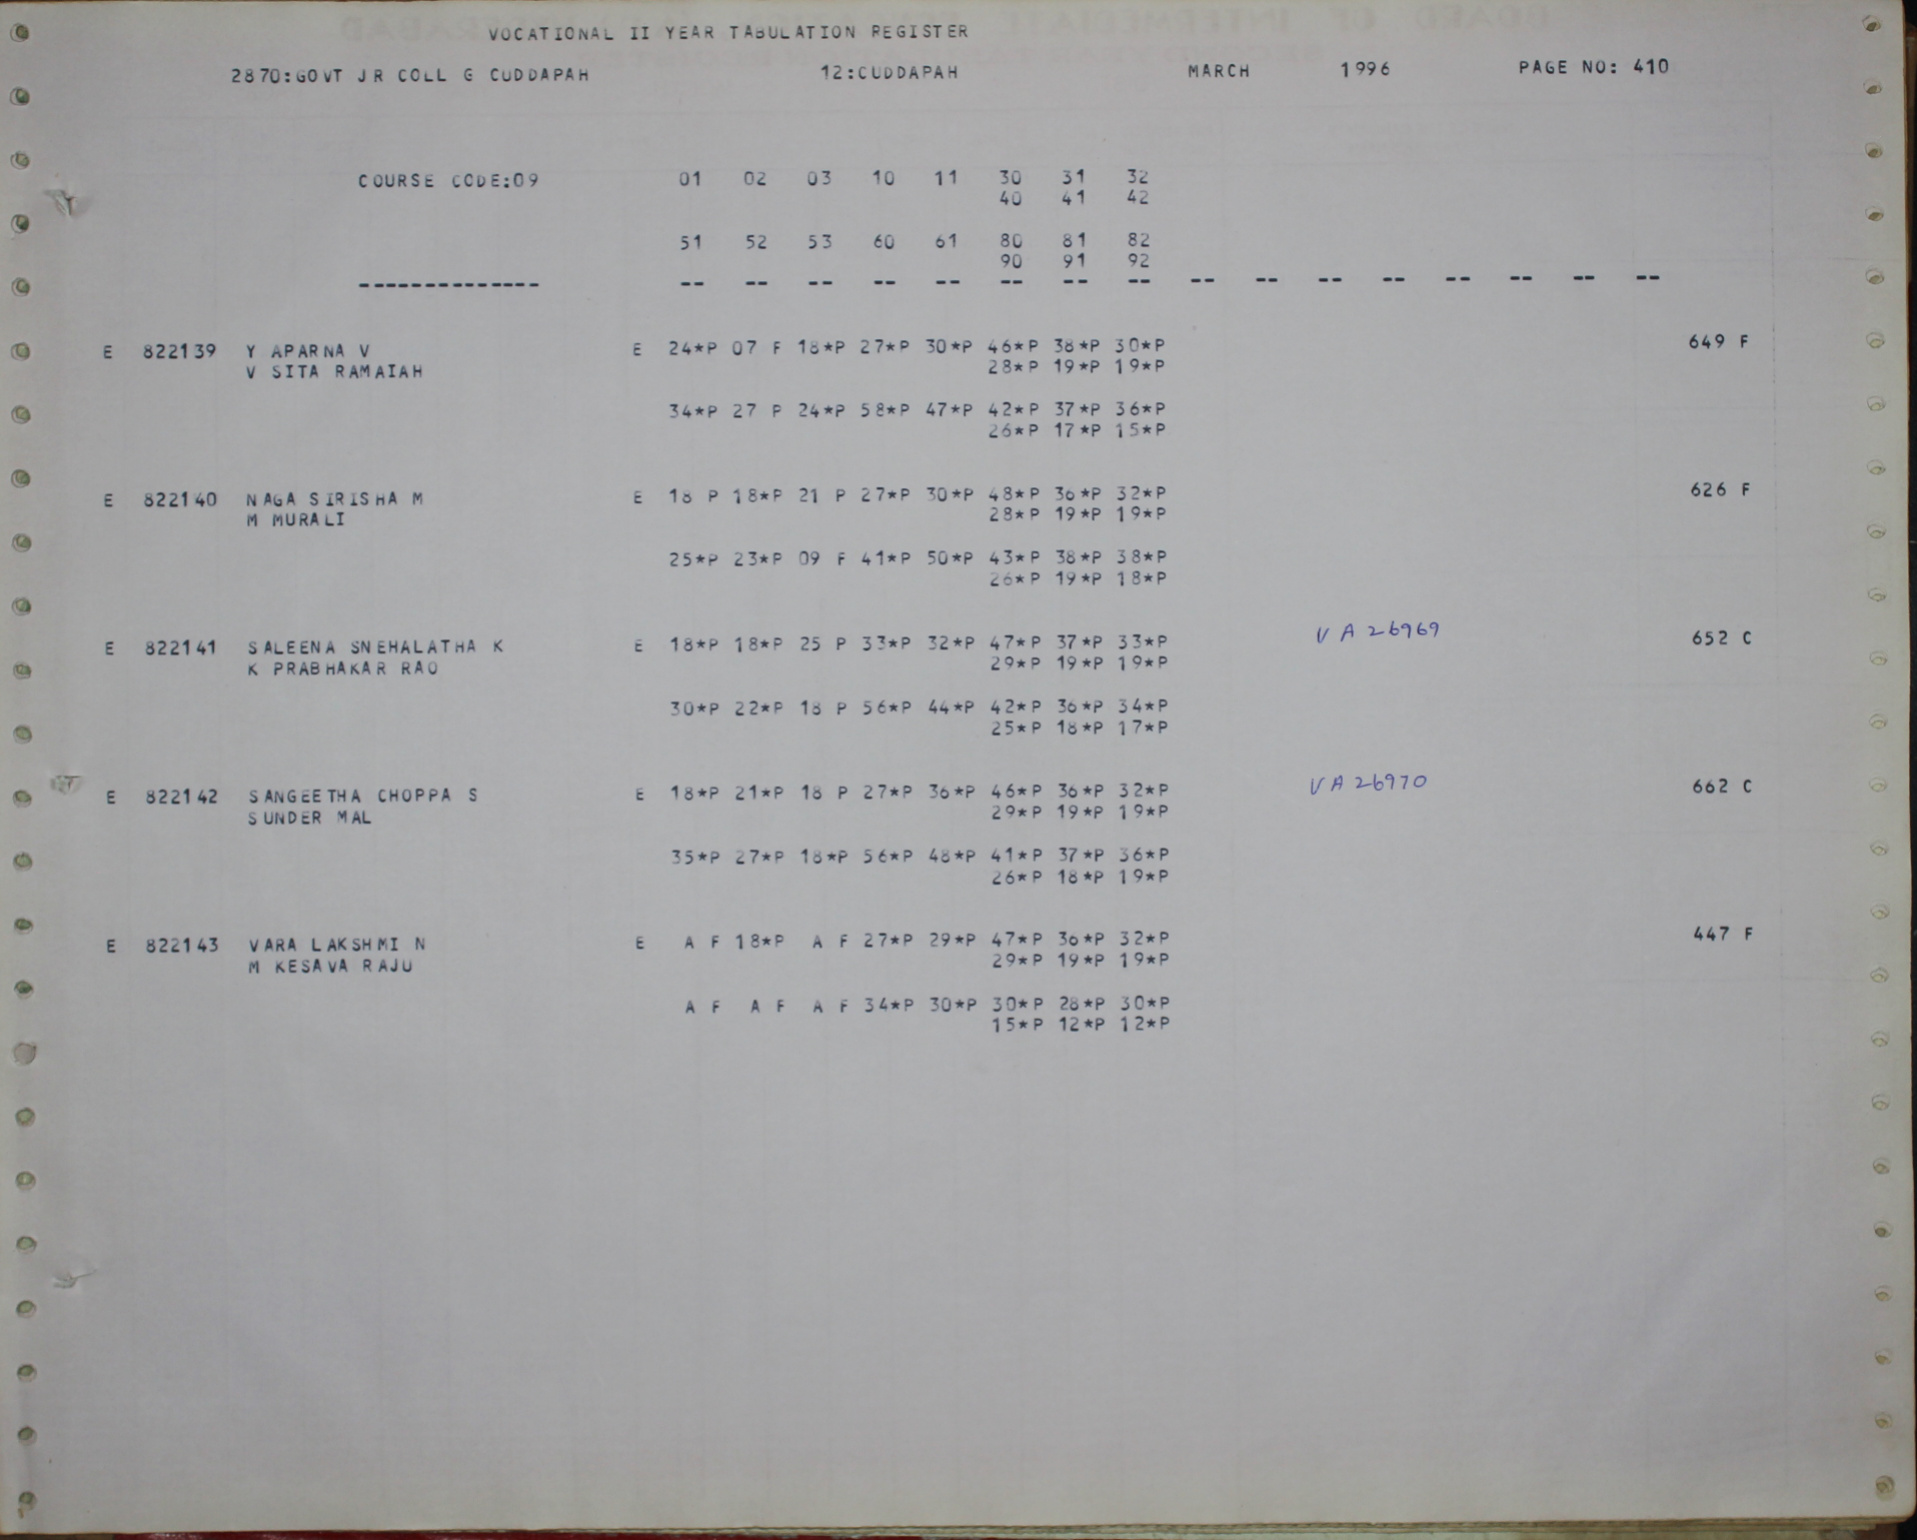 VOCATIONAL II YEAR TABULATION REGISTER
2870:GOVT JR COLL G CUDDAPAH 12:CUDDAPAH MARCH 1996 PAGE NO: 410
COURSE CODE:09 01 02 03 10 11 30 31 32
40 41 42
51 52 53 60 61 80 81 82
90 91 92
-------------- -- -- -- -- -- -- -- -- -- -- -- -- -- -- -- --
E 822139 Y APARNA V E 24*P 07 F 18*P 27*P 30*P 46*P 38*P 30*P 649 F
V SITA RAMAIAH 28*P 19*P 19*P
34*P 27 P 24*P 58*P 47*P 42*P 37*P 36*P
26*P 17*P 15*P
E 822140 NAGA SIRISHA M E 18 P 18*P 21 P 27*P 30*P 48*P 36*P 32*P 626 F
M MURALI 28*P 19*P 19*P
25*P 23*P 09 F 41*P 50*P 43*P 38*P 38*P
26*P 19*P 18*P
E 822141 SALEENA SNEHALATHA K E 18*P 18*P 25 P 33*P 32*P 47*P 37*P 33*P VA26969 652 C
K PRABHAKAR RAO 29*P 19*P 19*P
30*P 22*P 18 P 56*P 44*P 42*P 36*P 34*P
25*P 18*P 17*P
E 822142 SANGEETHA CHOPPA S E 18*P 21*P 18 P 27*P 36*P 46*P 36*P 32*P VA26970 662 C
SUNDER MAL 29*P 19*P 19*P
35*P 27*P 18*P 56*P 48*P 41*P 37*P 36*P
26*P 18*P 19*P
E 822143 VARA LAKSHMI N E A F 18*P A F 27*P 29*P 47*P 36*P 32*P 447 F
M KESAVA RAJU 29*P 19*P 19*P
A F A F A F 34*P 30*P 30*P 28*P 30*P
15*P 12*P 12*P